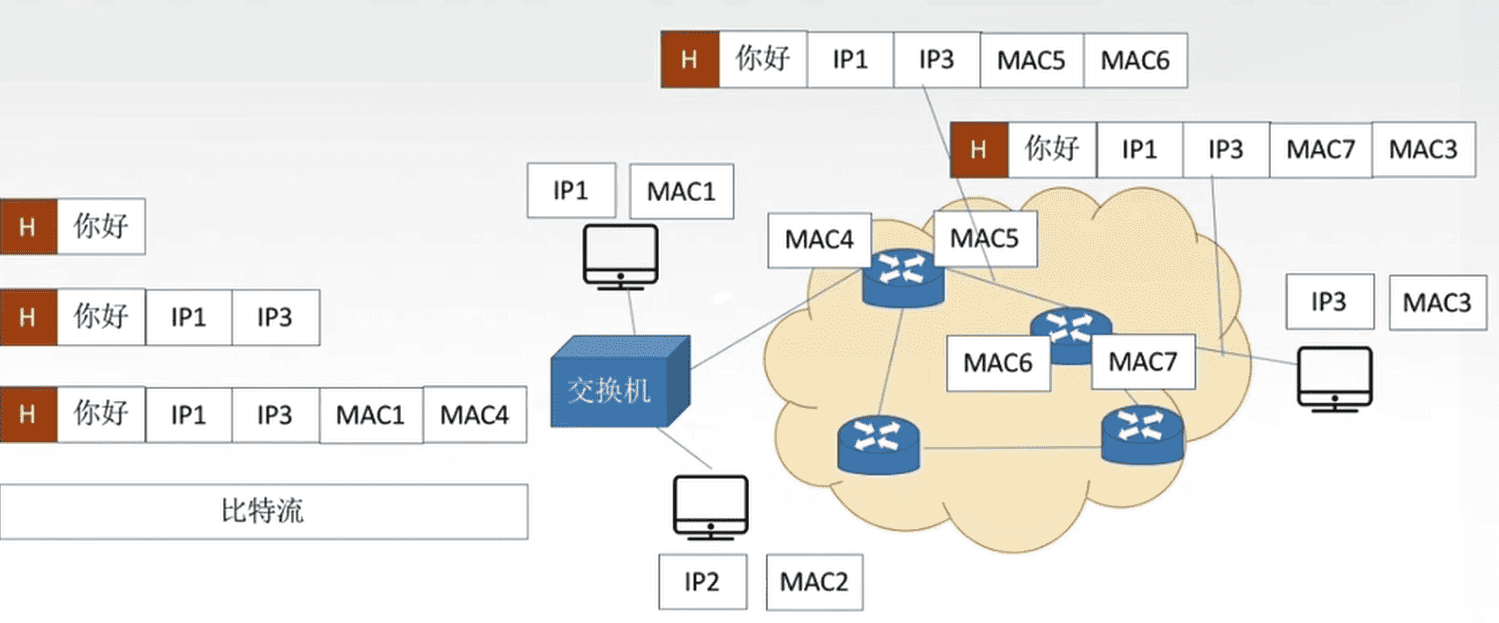 H 你好 IP1 IP3 MAC5 MAC6
H 你好 IP1 IP3 MAC7 MAC3
IP1 MAC1
H 你好
MAC4 MAC5
IP3 MAC3
H 你好 IP1 IP3
MAC6 MAC7
交换机
H 你好 IP1 IP3 MAC1 MAC4
比特流
IP2 MAC2